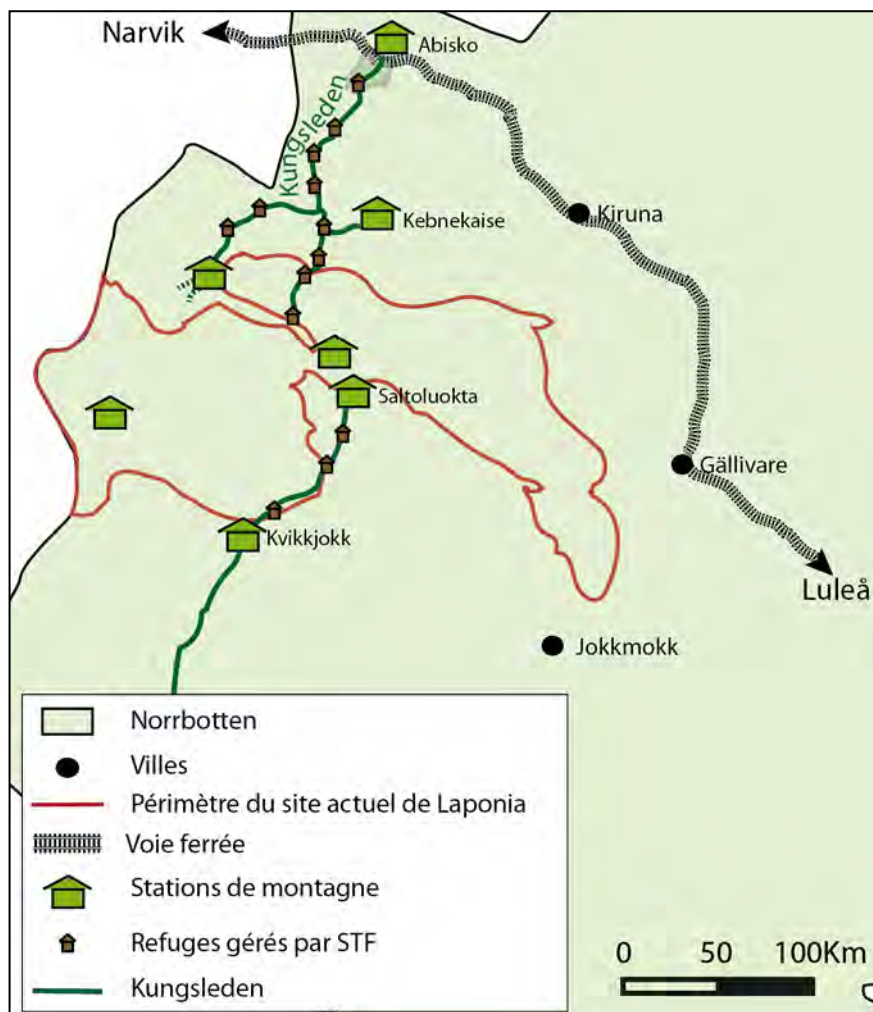 Narvik
Abisko
Kungsleden
Kiruna
Kebnekaise
Saltoluokta
Gällivare
Kvikkjokk
Luleå
Jokkmokk
Norrbotten
Villes
Périmètre du site actuel de Laponia
Voie ferrée
Stations de montagne
Refuges gérés par STF
Kungsleden
0 50 100Km